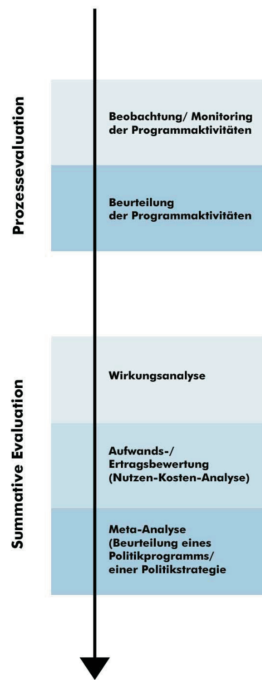 Prozessevaluation
Beobachtung/ Monitoring
der Programmaktivitäten
Beurteilung
der Programmaktivitäten
Summative Evaluation
Wirkungsanalyse
Aufwands-/
Ertragsbewertung
(Nutzen-Kosten-Analyse)
Meta-Analyse
(Beurteilung eines
Politikprogramms/
einer Politikstrategie